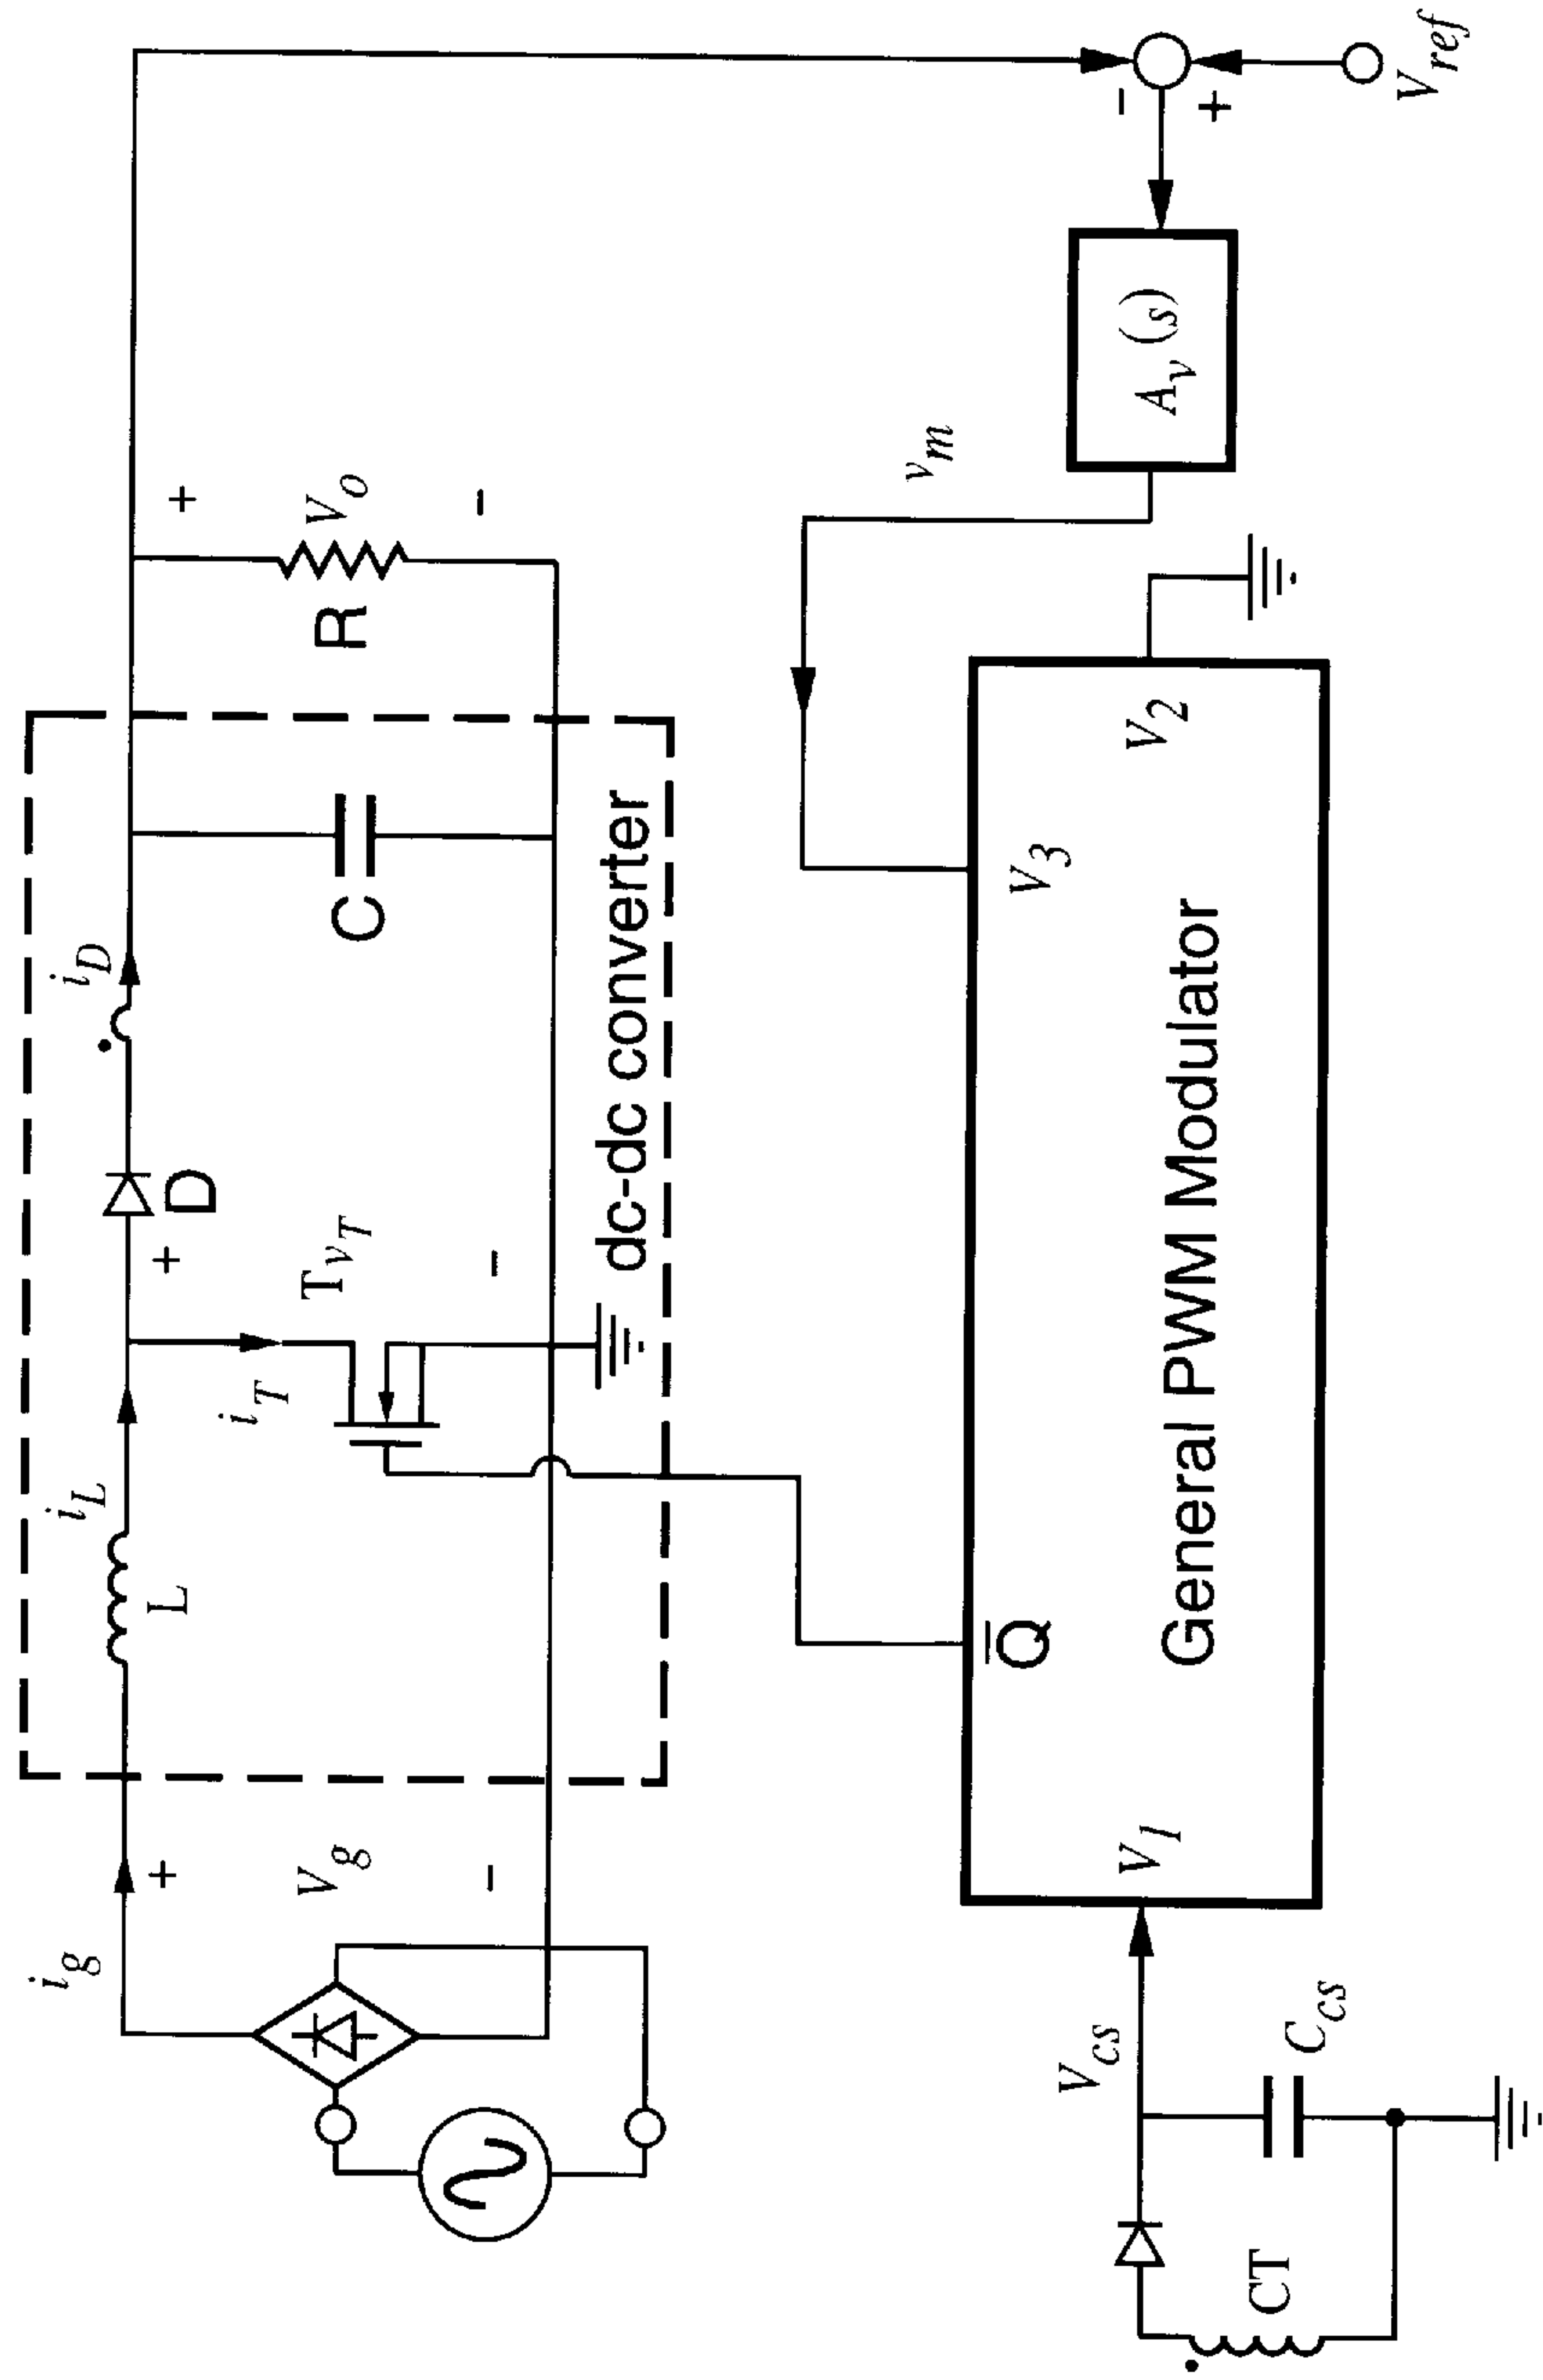 i_g
+
V_g
-
L
i_L
i_T
+
T v_T
-
D
i_D
C
R
+
V_o
-
dc-dc converter
v_m
Q̅
V_3
V_1
V_2
General PWM Modulator
V_cs
C_cs
CT
A_v (s)
-
+
V_ref